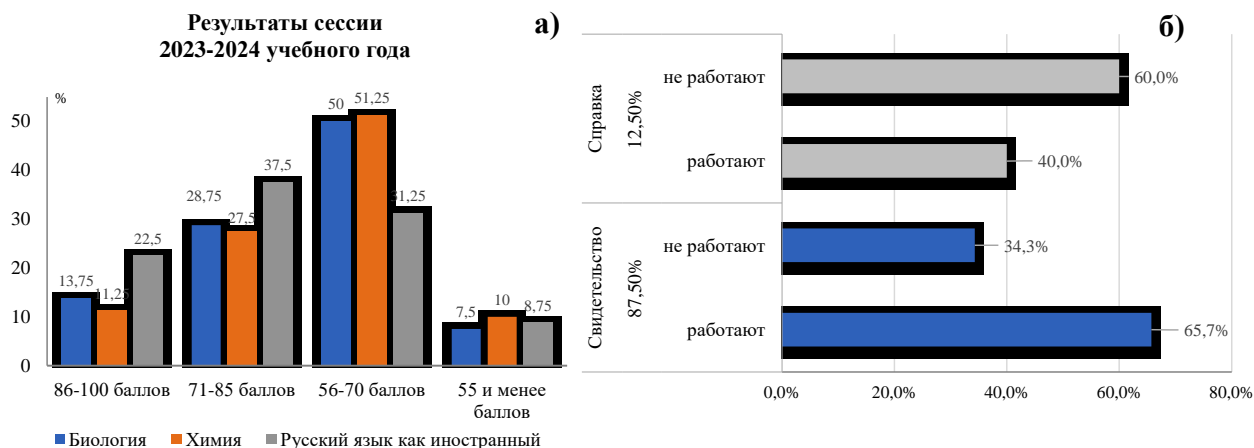 Результаты сессии
2023-2024 учебного года
а)
%
50
40
30
20
10
0
13,75
11,25
22,5
28,75
27,5
37,5
50
51,25
31,25
7,5
10
8,75
86-100 баллов
71-85 баллов
56-70 баллов
55 и менее
баллов
Биология
Химия
Русский язык как иностранный
б)
Справка
12,50%
не работают
60,0%
работают
40,0%
Свидетельство
87,50%
не работают
34,3%
работают
65,7%
0,0%
20,0%
40,0%
60,0%
80,0%